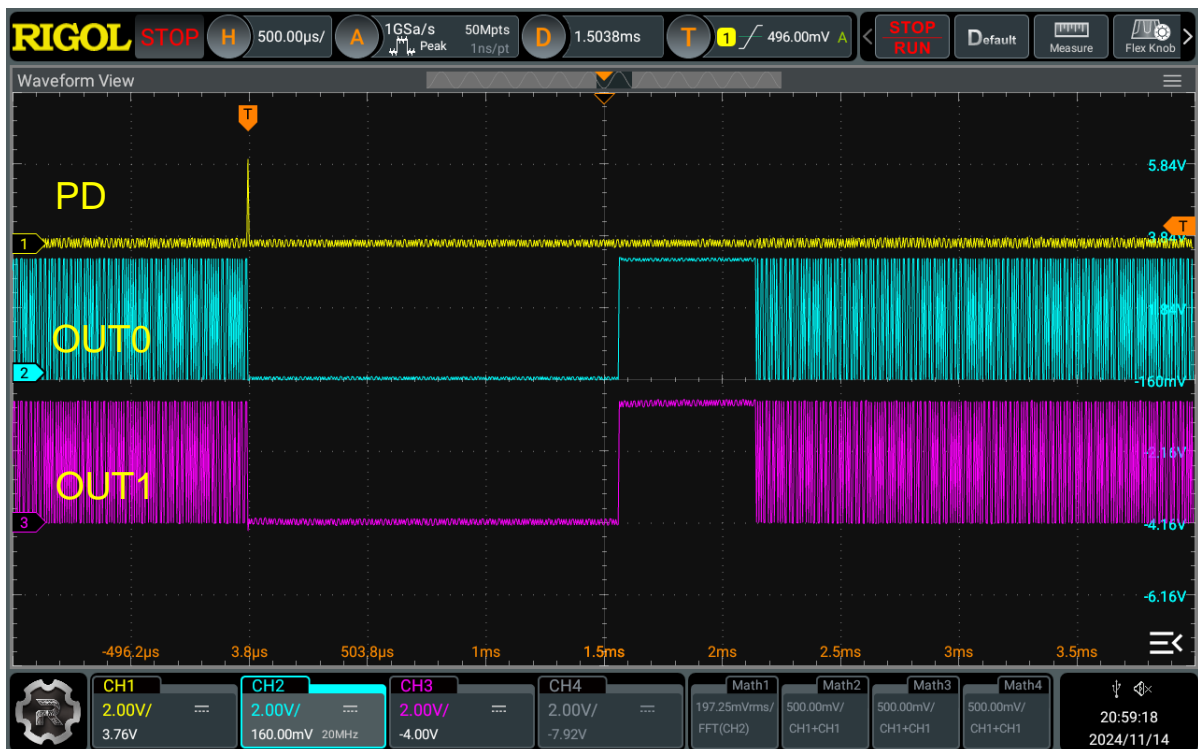 RIGOL STOP H 500.00µs/ A 1GSa/s 50Mpts D 1.5038ms T 1 496.00mV A < STOP Default Measure Flex Knob >
Peak 1ns/pt RUN
Waveform View
T
PD 5.84V
1 T
3.84V
OUT0 1.84V
2
-160mV
-2.16V
OUT1
3 -4.16V
-6.16V
-496.2µs 3.8µs 503.8µs 1ms 1.5ms 2ms 2.5ms 3ms 3.5ms
R CH1 CH2 CH3 CH4 Math1 Math2 Math3 Math4
2.00V/ 2.00V/ 2.00V/ 2.00V/ 197.25mVrms/ 500.00mV/ 500.00mV/ 500.00mV/
3.76V 160.00mV 20MHz -4.00V -7.92V FFT(CH2) CH1+CH1 CH1+CH1 CH1+CH1
20:59:18
2024/11/14